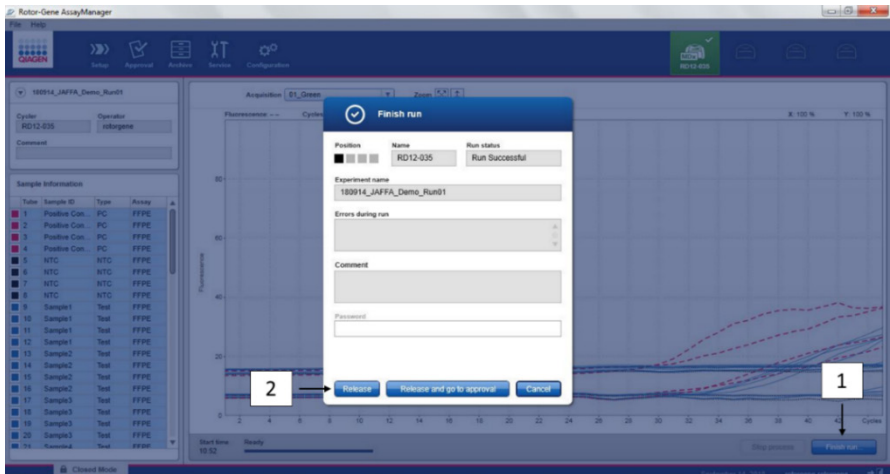 Rotor-Gene AssayManager
File Help
QIAGEN
Setup Approval Archive Service Configuration
RD12-035
180914_JAFFA_Demo_Run01
Cycler Operator
RD12-035 rotorgene
Comment
Acquisition 01_Green Zoom
Fluorescence: -- Cycles
X: 100 % Y: 100 %
Sample Information
Tube Sample ID Type Assay
1 Positive Con... PC FFPE
2 Positive Con... PC FFPE
3 Positive Con... PC FFPE
4 Positive Con... PC FFPE
5 NTC NTC FFPE
6 NTC NTC FFPE
7 NTC NTC FFPE
8 NTC NTC FFPE
9 Sample1 Test FFPE
10 Sample1 Test FFPE
11 Sample1 Test FFPE
12 Sample1 Test FFPE
13 Sample2 Test FFPE
14 Sample2 Test FFPE
15 Sample2 Test FFPE
16 Sample2 Test FFPE
17 Sample3 Test FFPE
18 Sample3 Test FFPE
19 Sample3 Test FFPE
20 Sample3 Test FFPE
21 Sample4 Test FFPE
Closed Mode
Fluorescence
80
60
40
20
0
2 4 6 8 10 12 14 16 18 20 22 24 26 28 30 32 34 36 38 40 42 Cycles
Start time Ready
10:52
Stop process Finish run
Finish run
Position Name Run status
RD12-035 Run Successful
Experiment name
180914_JAFFA_Demo_Run01
Errors during run
Comment
Password
Release Release and go to approval Cancel
2
1